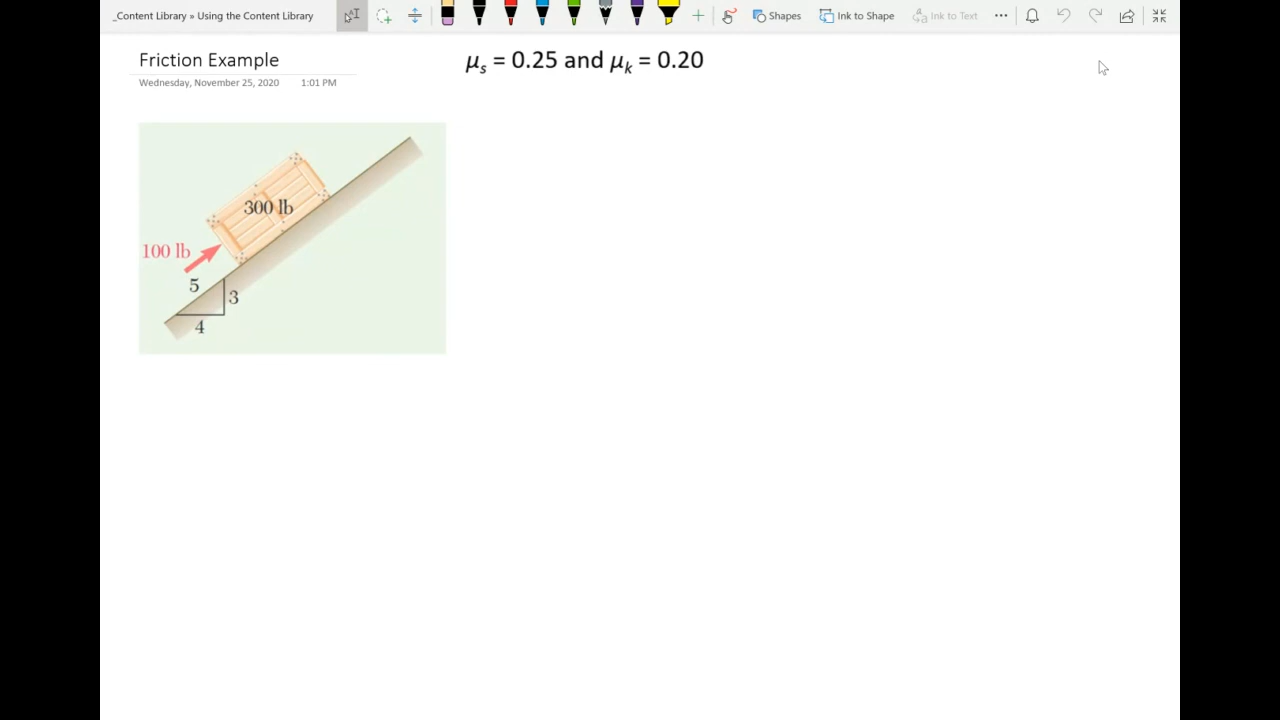 _Content Library » Using the Content Library
Shapes
Ink to Shape
Ink to Text
Friction Example
Wednesday, November 25, 2020 1:01 PM
μs = 0.25 and μk = 0.20
300 lb
100 lb
5
3
4